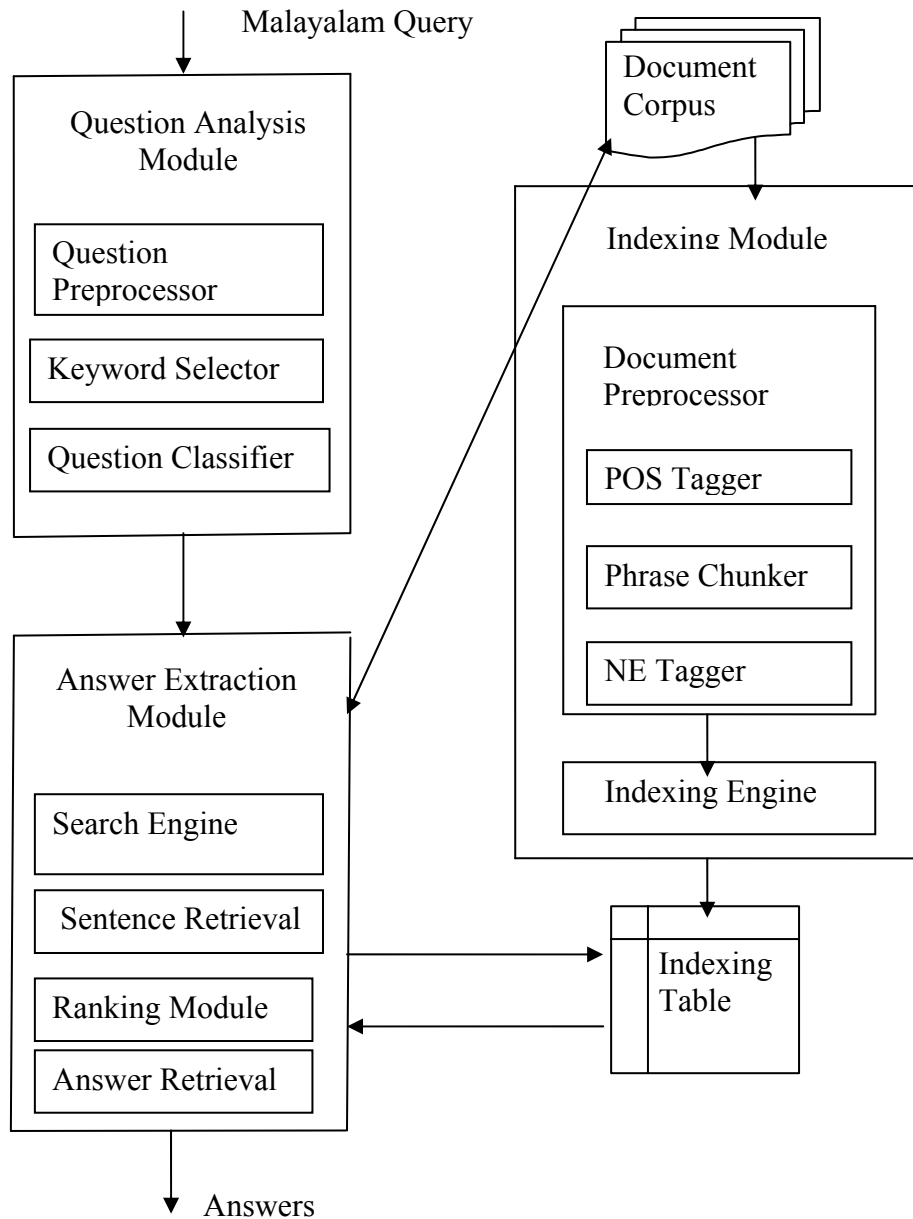 Malayalam Query
Question Analysis
Module
Question
Preprocessor
Keyword Selector
Question Classifier
Answer Extraction
Module
Search Engine
Sentence Retrieval
Ranking Module
Answer Retrieval
Answers
Document
Corpus
Indexing Module
Document
Preprocessor
POS Tagger
Phrase Chunker
NE Tagger
Indexing Engine
Indexing
Table